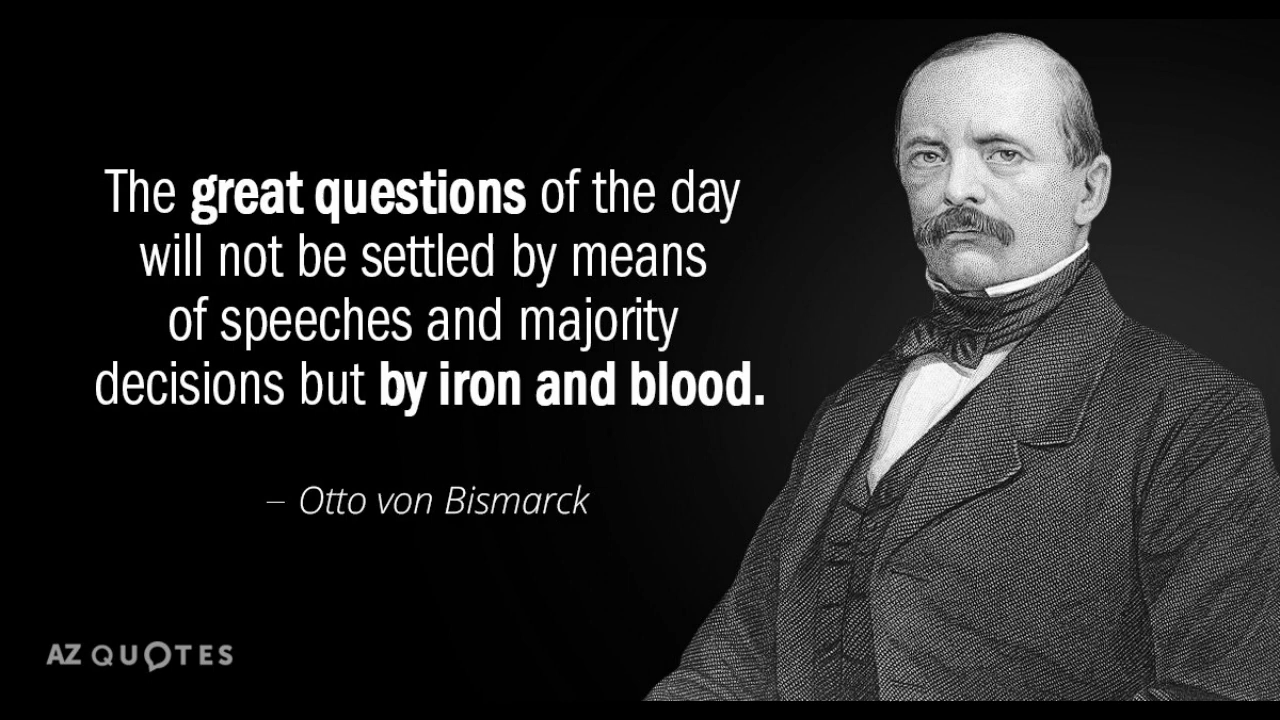 The great questions of the day
will not be settled by means
of speeches and majority
decisions but by iron and blood.
– Otto von Bismarck
AZ QUOTES